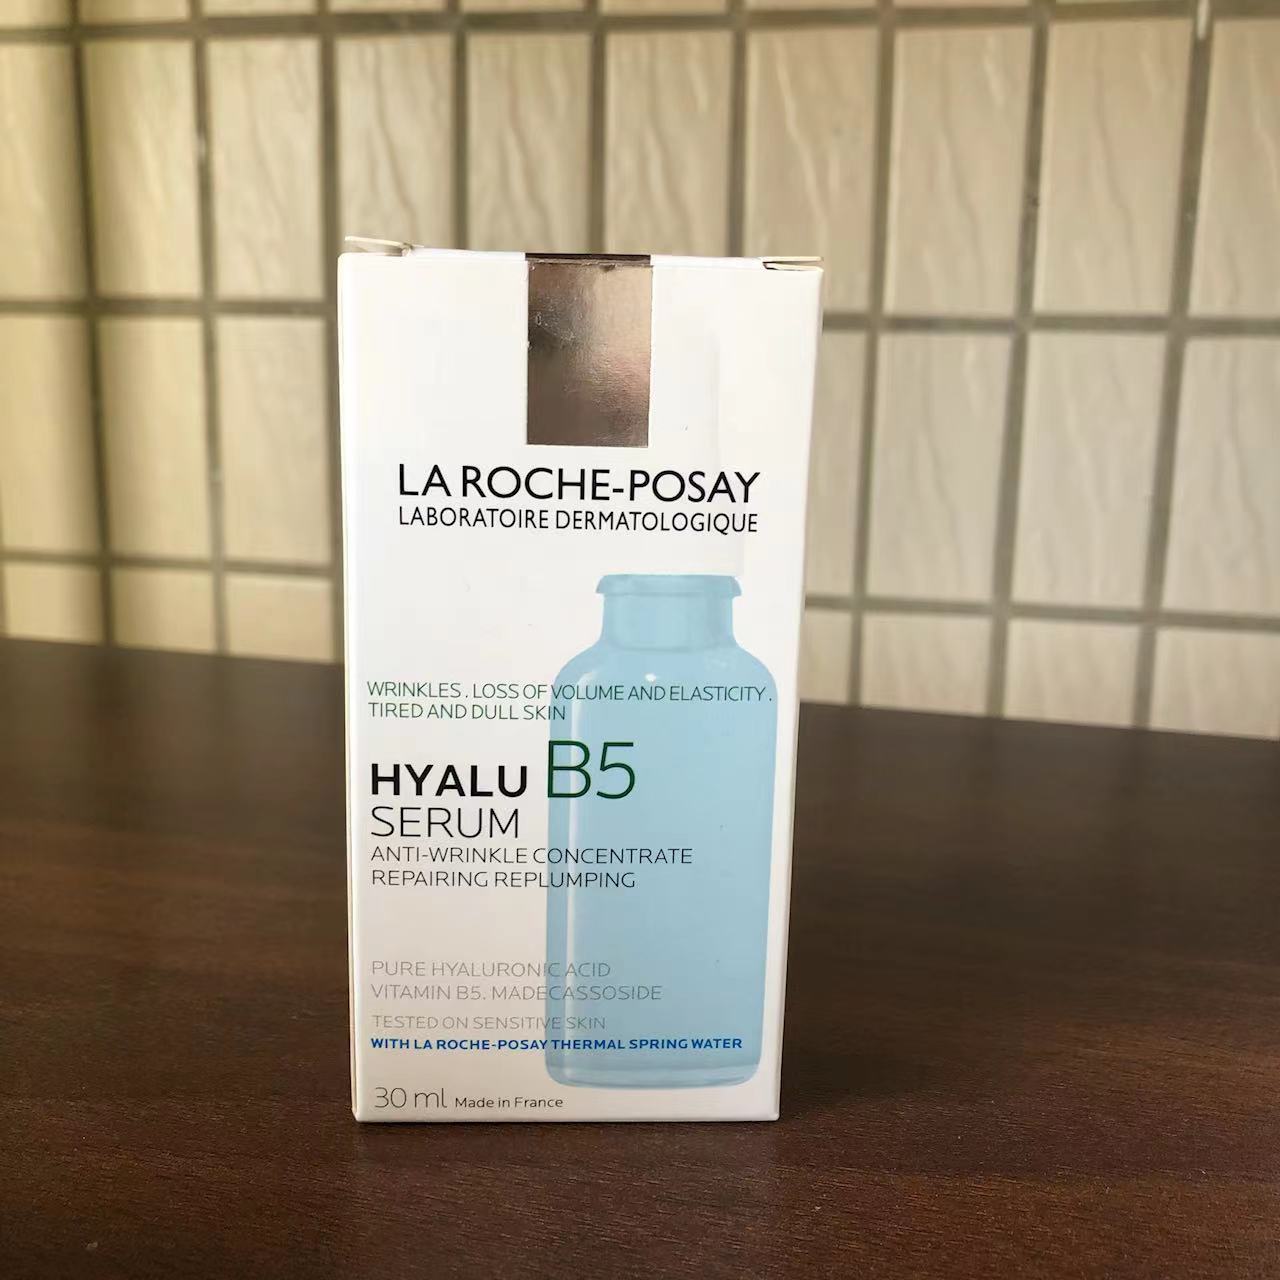 LA ROCHE-POSAY
LABORATOIRE DERMATOLOGIQUE
WRINKLES . LOSS OF VOLUME AND ELASTICITY .
TIRED AND DULL SKIN
HYALU B5
SERUM
ANTI-WRINKLE CONCENTRATE
REPAIRING REPLUMPING
PURE HYALURONIC ACID
VITAMIN B5. MADECASSOSIDE
TESTED ON SENSITIVE SKIN
WITH LA ROCHE-POSAY THERMAL SPRING WATER
30 ml Made in France